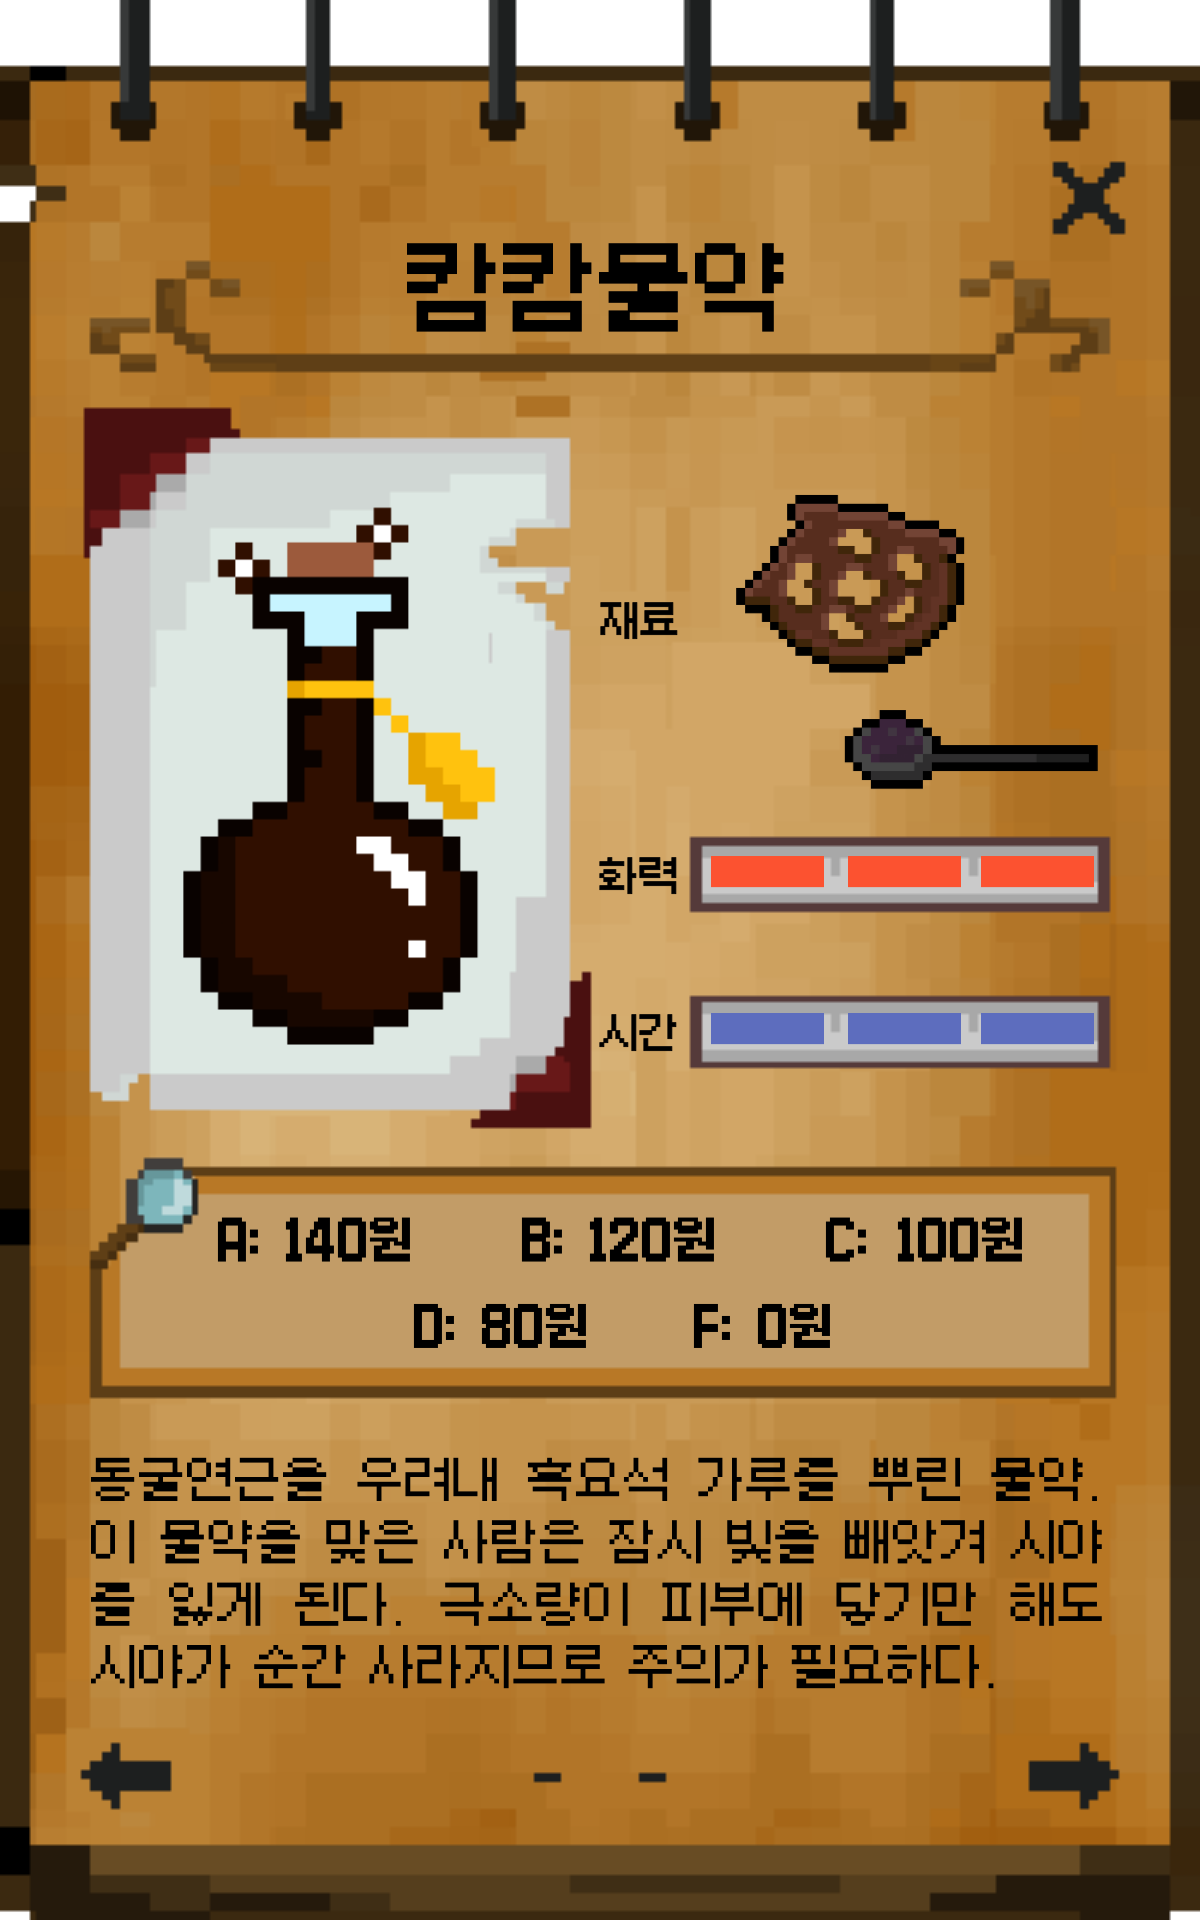 캄캄물약
재료
화력
시간
A: 140원 B: 120원 C: 100원
D: 80원 F: 0원
동굴연근을 우려내 흑요석 가루를 뿌린 물약.
이 물약을 맞은 사람은 잠시 빛을 빼앗겨 시야
를 잃게 된다. 극소량이 피부에 닿기만 해도
시야가 순간 사라지므로 주의가 필요하다.
- -